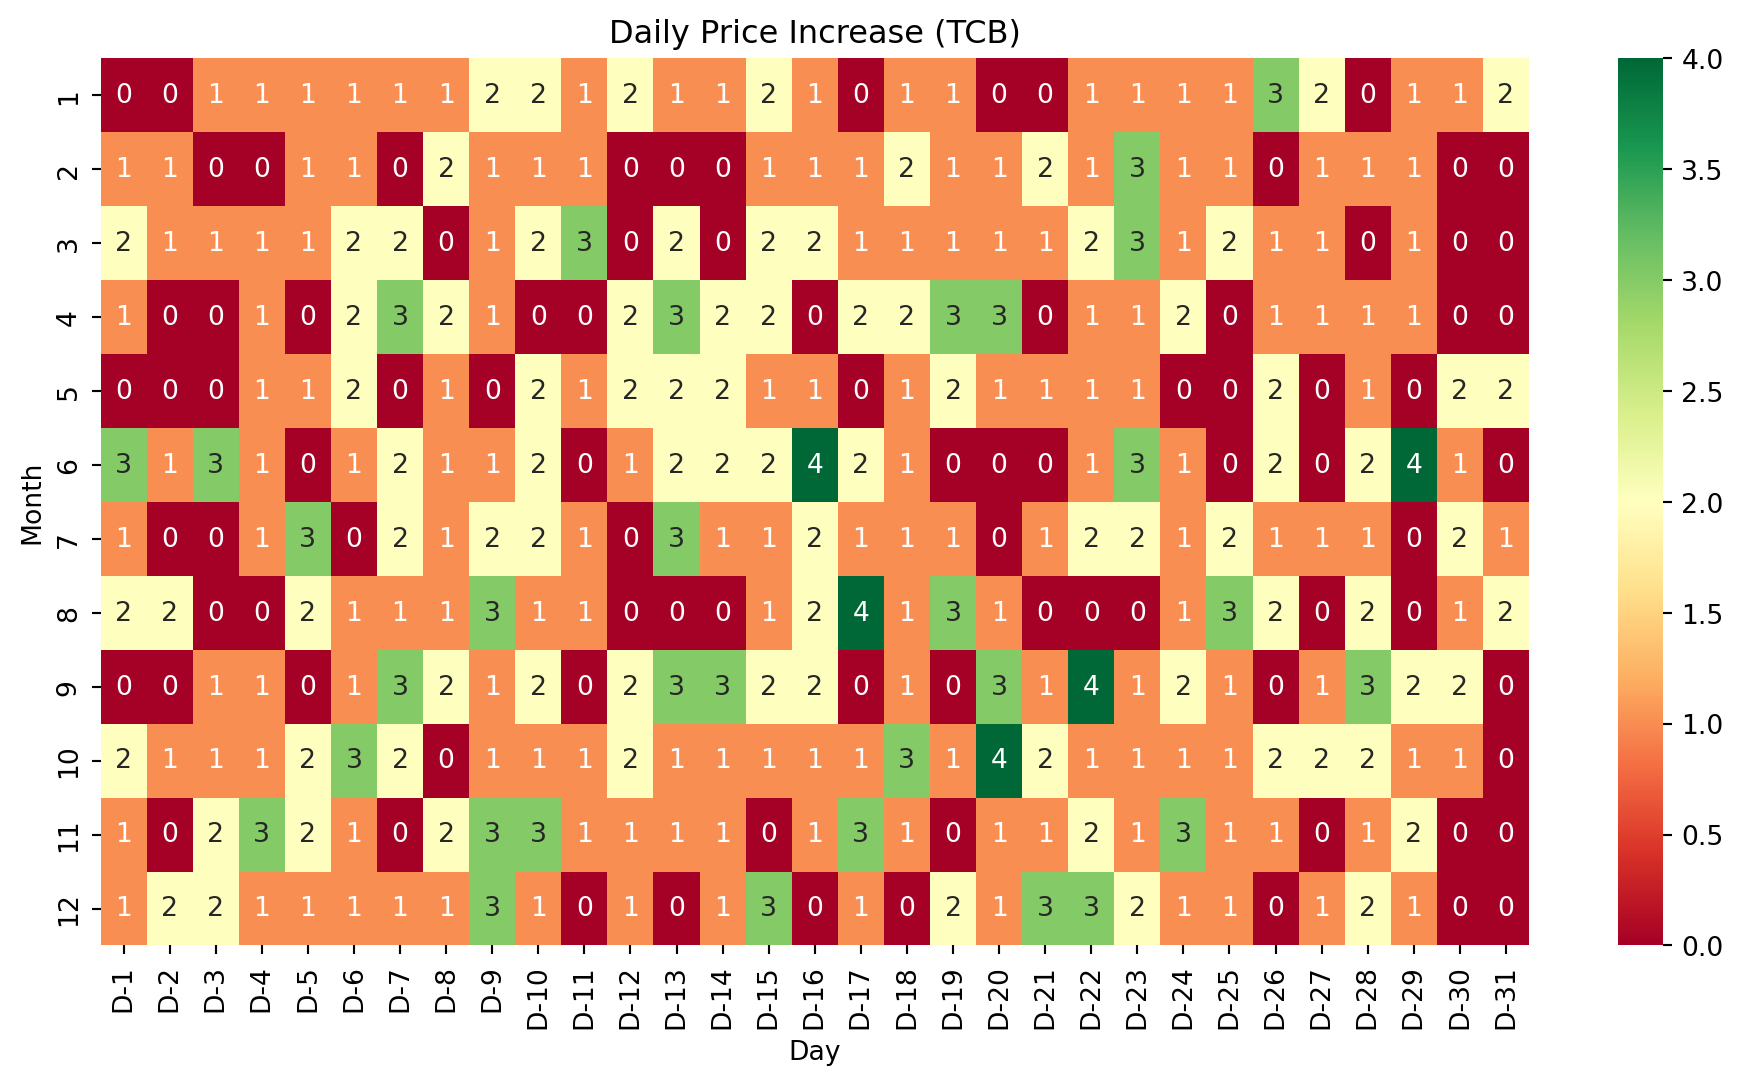 Daily Price Increase (TCB)
1 0 0 1 1 1 1 1 1 2 2 1 2 1 1 2 1 0 1 1 0 0 1 1 1 1 3 2 0 1 1 2
2 1 1 0 0 1 1 0 2 1 1 1 0 0 0 1 1 1 2 1 1 2 1 3 1 1 0 1 1 1 0 0
3 2 1 1 1 1 2 2 0 1 2 3 0 2 0 2 2 1 1 1 1 1 2 3 1 2 1 1 0 1 0 0
4 1 0 0 1 0 2 3 2 1 0 0 2 3 2 2 0 2 2 3 3 0 1 1 2 0 1 1 1 1 0 0
5 0 0 0 1 1 2 0 1 0 2 1 2 2 2 1 1 0 1 2 1 1 1 1 0 0 2 0 1 0 2 2
6 3 1 3 1 0 1 2 1 1 2 0 1 2 2 2 4 2 1 0 0 0 1 3 1 0 2 0 2 4 1 0
7 1 0 0 1 3 0 2 1 2 2 1 0 3 1 1 2 1 1 1 0 1 2 2 1 2 1 1 1 0 2 1
8 2 2 0 0 2 1 1 1 3 1 1 0 0 0 1 2 4 1 3 1 0 0 0 1 3 2 0 2 0 1 2
9 0 0 1 1 0 1 3 2 1 2 0 2 3 3 2 2 0 1 0 3 1 4 1 2 1 0 1 3 2 2 0
10 2 1 1 1 2 3 2 0 1 1 1 2 1 1 1 1 1 3 1 4 2 1 1 1 1 2 2 2 1 1 0
11 1 0 2 3 2 1 0 2 3 3 1 1 1 1 0 1 3 1 0 1 1 2 1 3 1 1 0 1 2 0 0
12 1 2 2 1 1 1 1 1 3 1 0 1 0 1 3 0 1 0 2 1 3 3 2 1 1 0 1 2 1 0 0
Month
D-1 D-2 D-3 D-4 D-5 D-6 D-7 D-8 D-9 D-10 D-11 D-12 D-13 D-14 D-15 D-16 D-17 D-18 D-19 D-20 D-21 D-22 D-23 D-24 D-25 D-26 D-27 D-28 D-29 D-30 D-31
Day
4.0
3.5
3.0
2.5
2.0
1.5
1.0
0.5
0.0